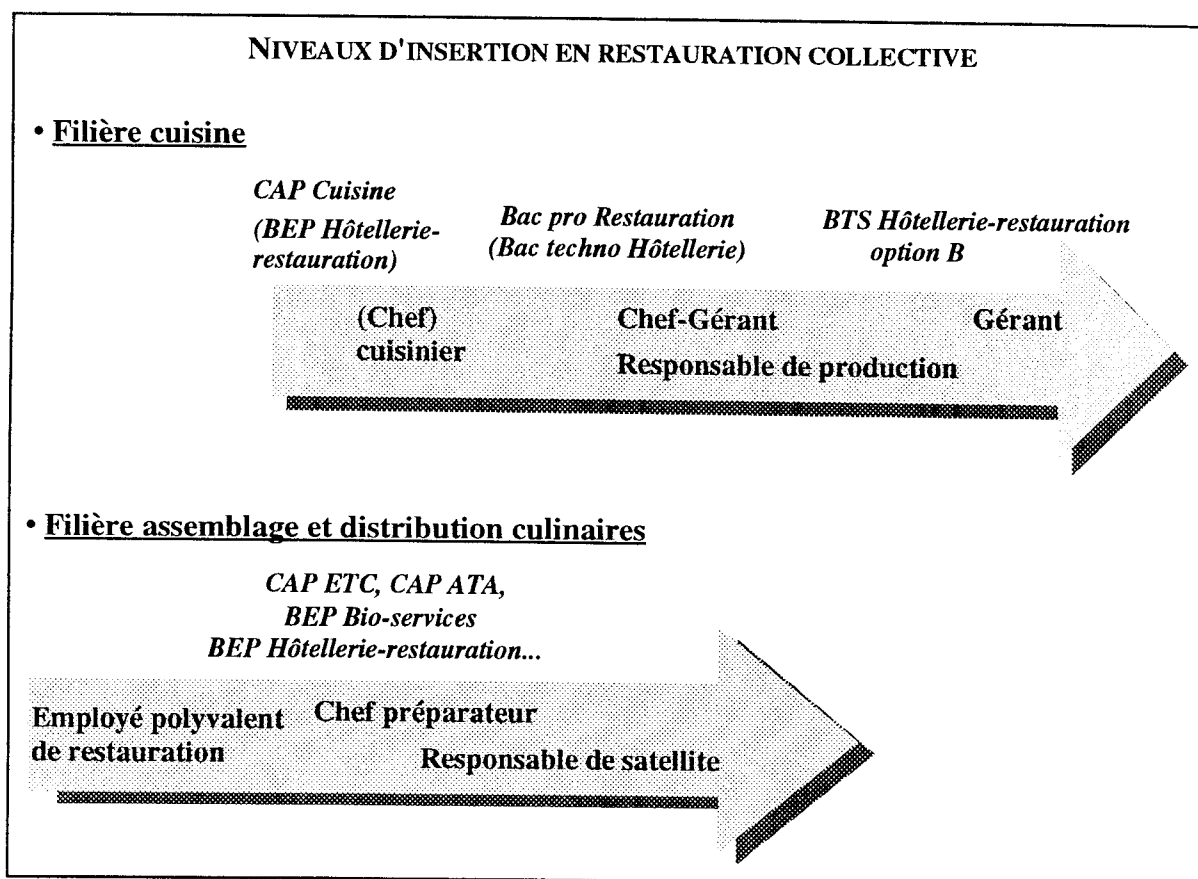 NIVEAUX D'INSERTION EN RESTAURATION COLLECTIVE
• Filière cuisine
CAP Cuisine
(BEP Hôtellerie-
restauration)
Bac pro Restauration
(Bac techno Hôtellerie)
BTS Hôtellerie-restauration
option B
(Chef)
cuisinier
Chef-Gérant
Responsable de production
Gérant
• Filière assemblage et distribution culinaires
CAP ETC, CAP ATA,
BEP Bio-services
BEP Hôtellerie-restauration...
Employé polyvalent
de restauration
Chef préparateur
Responsable de satellite